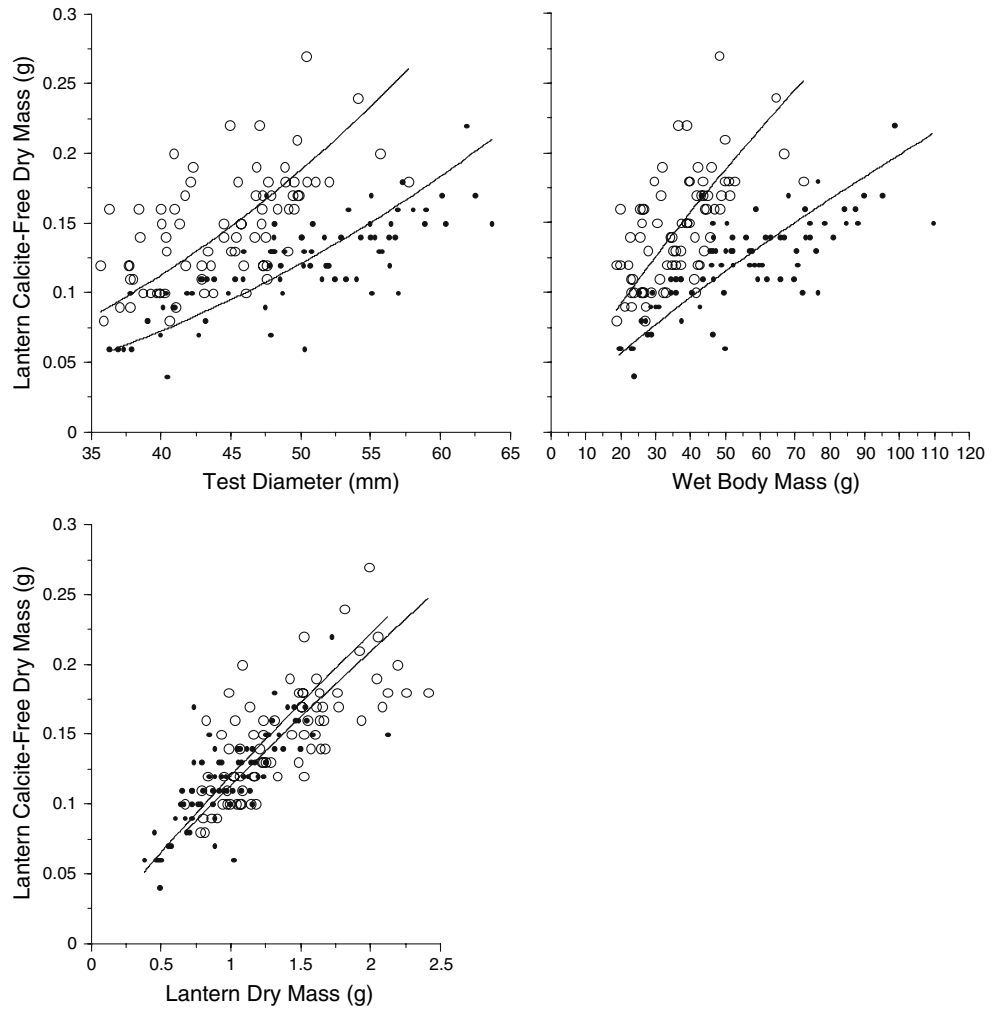 Lantern Calcite-Free Dry Mass (g)
0.3
0.25
0.2
0.15
0.1
0.05
0
35 40 45 50 55 60 65
Test Diameter (mm)
0 10 20 30 40 50 60 70 80 90 100 110 120
Wet Body Mass (g)
Lantern Calcite-Free Dry Mass (g)
0.3
0.25
0.2
0.15
0.1
0.05
0
0 0.5 1 1.5 2 2.5
Lantern Dry Mass (g)